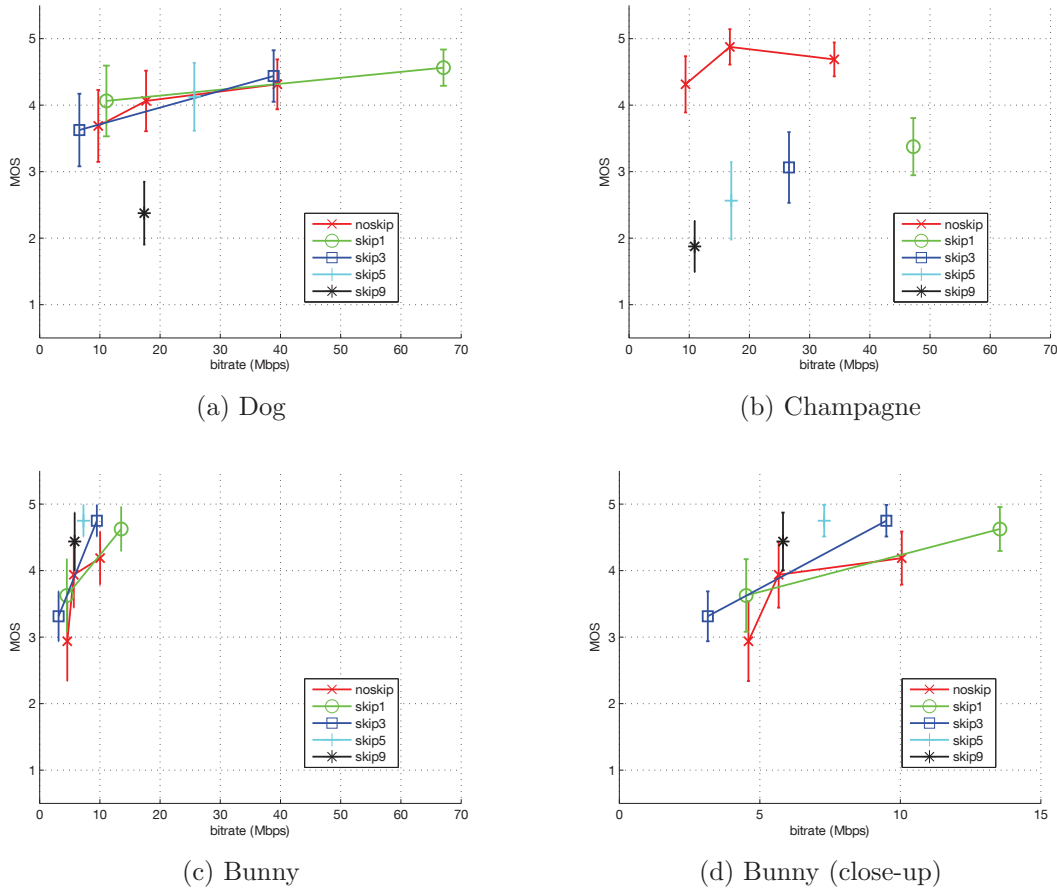 5
4
3
2
1
MOS
noskip
skip1
skip3
skip5
skip9
0 10 20 30 40 50 60 70
bitrate (Mbps)
(a) Dog
5
4
3
2
1
MOS
noskip
skip1
skip3
skip5
skip9
0 10 20 30 40 50 60 70
bitrate (Mbps)
(b) Champagne
5
4
3
2
1
MOS
noskip
skip1
skip3
skip5
skip9
0 10 20 30 40 50 60 70
bitrate (Mbps)
(c) Bunny
5
4
3
2
1
MOS
noskip
skip1
skip3
skip5
skip9
0 5 10 15
bitrate (Mbps)
(d) Bunny (close-up)